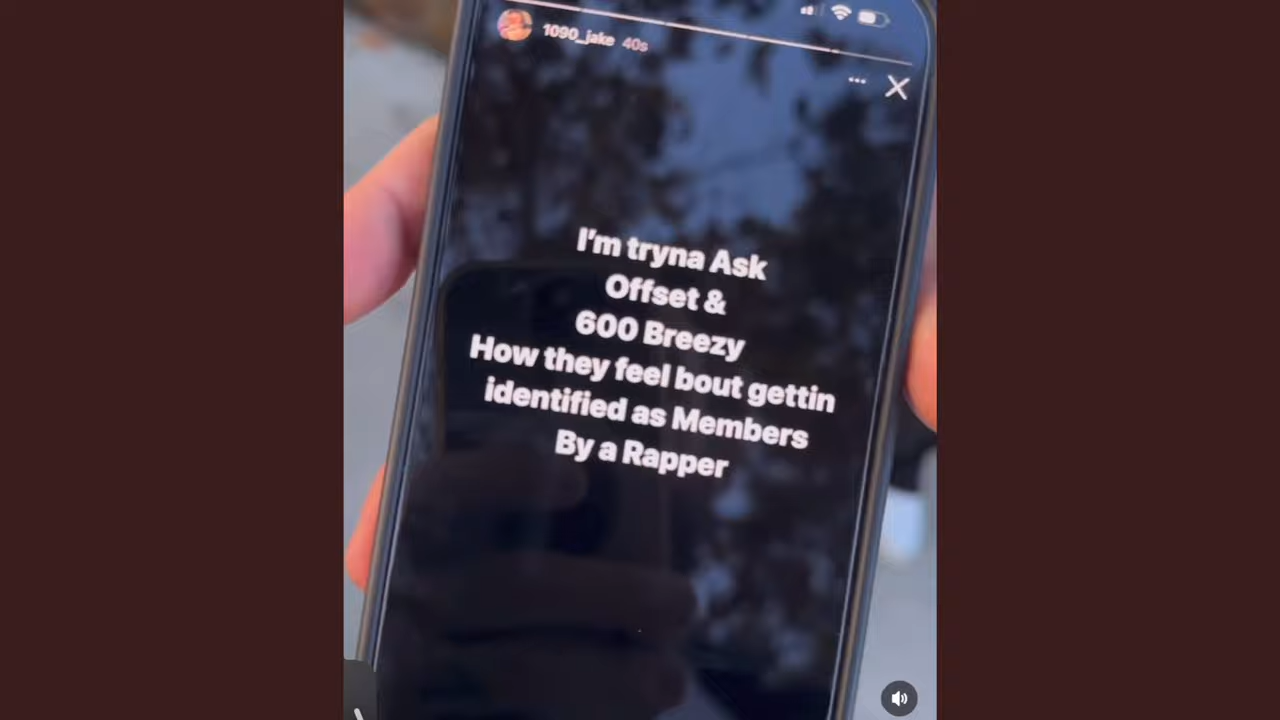 1090_jake 40s
I'm tryna Ask
Offset &
600 Breezy
How they feel bout gettin
identified as Members
By a Rapper